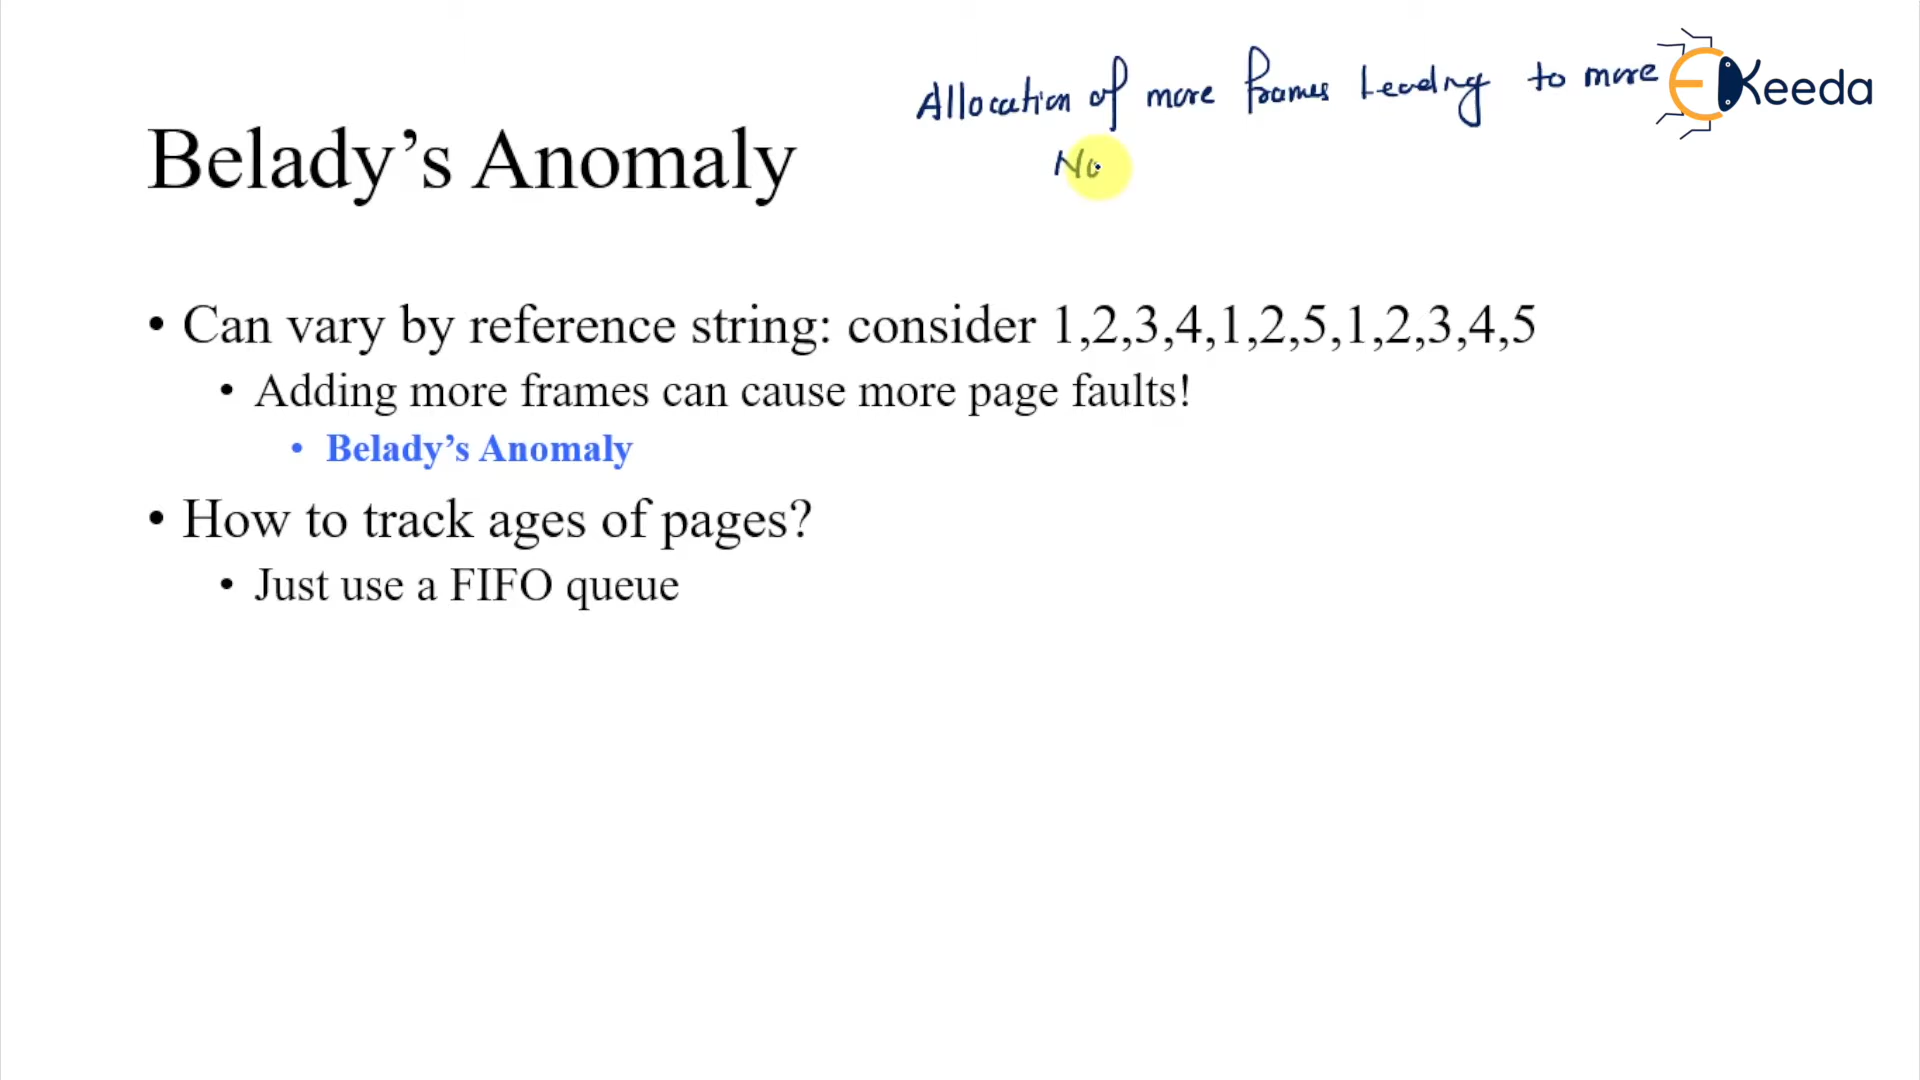 Allocation of more frames Leading to more
EKeeda
No
Belady’s Anomaly
• Can vary by reference string: consider 1,2,3,4,1,2,5,1,2,3,4,5
• Adding more frames can cause more page faults!
• Belady’s Anomaly
• How to track ages of pages?
• Just use a FIFO queue